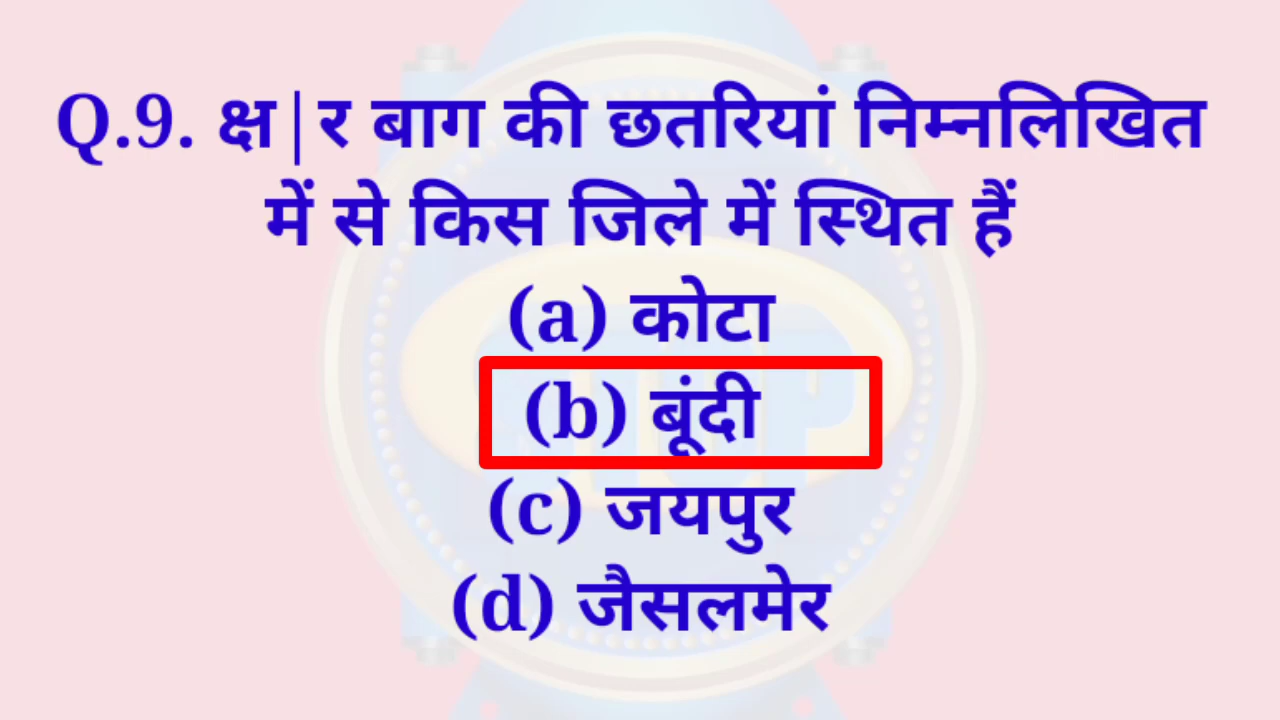 Q.9. क्ष|र बाग की छतरियां निम्नलिखित
में से किस जिले में स्थित हैं
(a) कोटा
(b) बूंदी
(c) जयपुर
(d) जैसलमेर